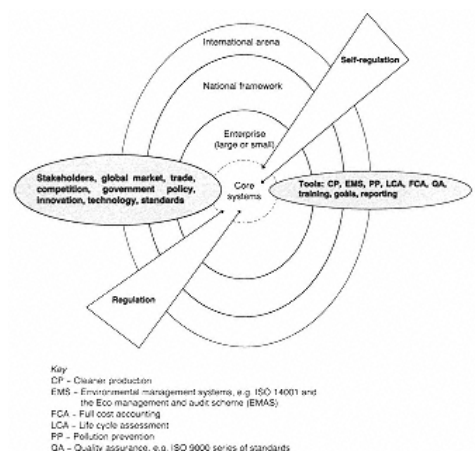 International arena
Self-regulation
National framework
Enterprise
(large or small)
Stakeholders, global market, trade,
competition, government policy,
innovation, technology, standards
Core
systems
Tools: CP, EMS, PP, LCA, FCA, QA,
training, goals, reporting
Regulation
Key
CP – Cleaner production
EMS – Environmental management systems, e.g. ISO 14001 and
the Eco management and audit scheme (EMAS)
FCA – Full cost accounting
LCA – Life cycle assessment
PP – Pollution prevention
QA – Quality assurance, e.g. ISO 9000 series of standards